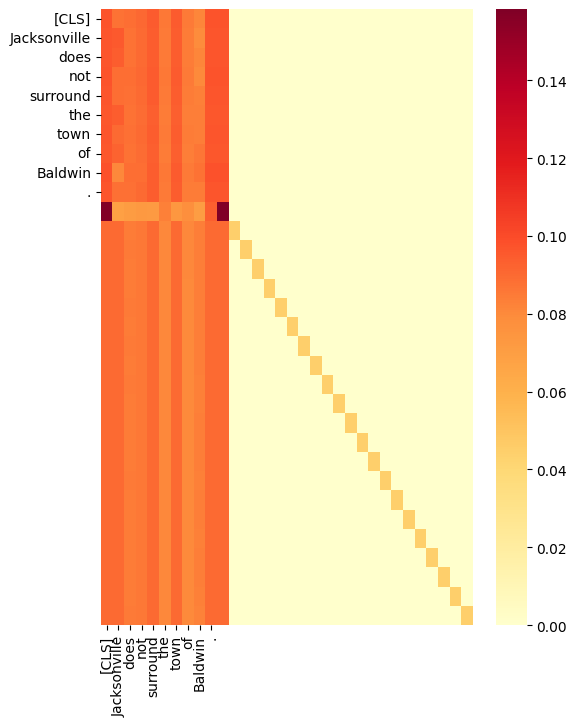 [CLS]
Jacksonville
does
not
surround
the
town
of
Baldwin
.
0.14
0.12
0.10
0.08
0.06
0.04
0.02
0.00
[CLS]
Jacksonville
does
not
surround
the
town
of
Baldwin
.